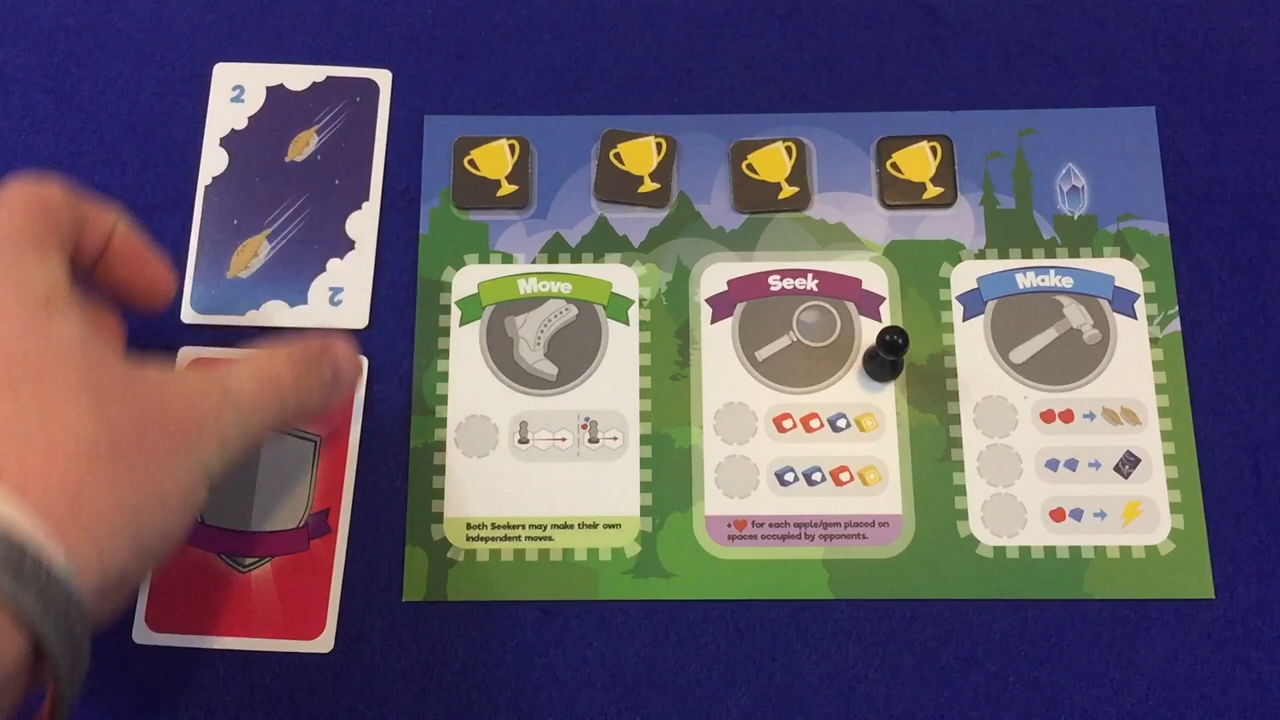 2
2
Move
Both Seekers may make their own
independent moves.
Seek
+❤ for each apple/gem placed on
spaces occupied by opponents.
Make